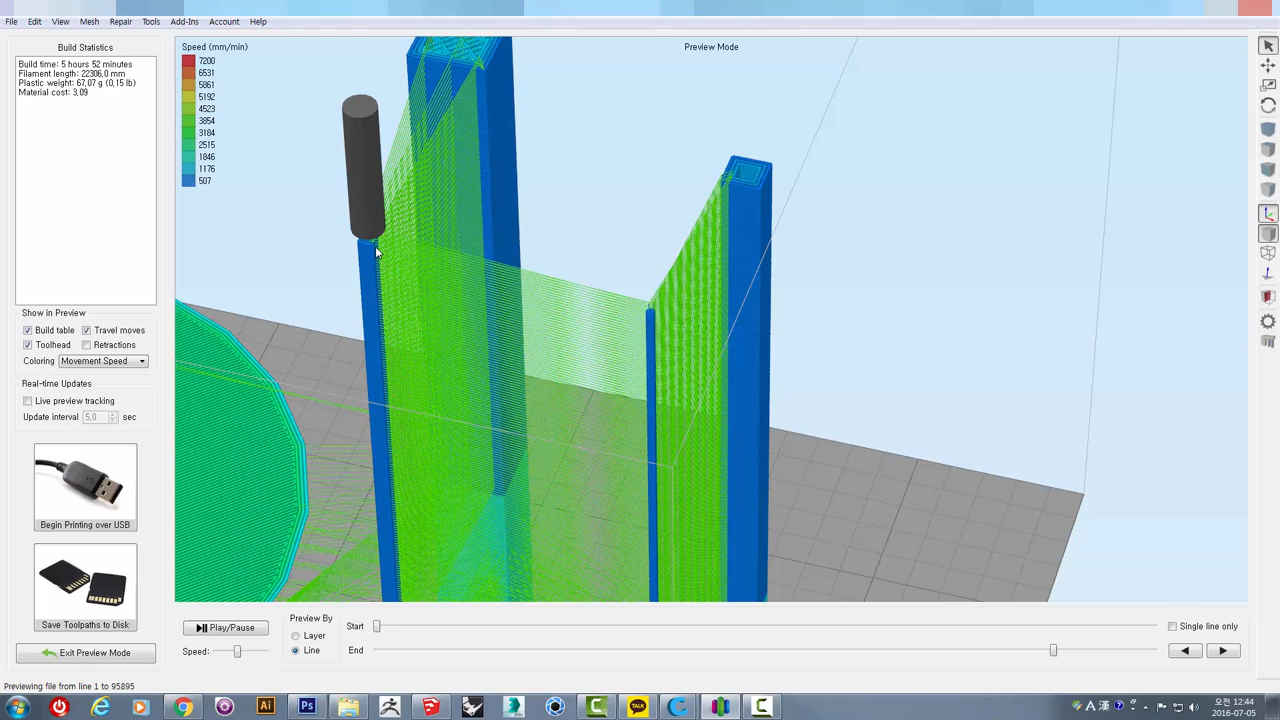 File Edit View Mesh Repair Tools Add-Ins Account Help
Build Statistics
Build time: 5 hours 52 minutes
Filament length: 22306,0 mm
Plastic weight: 67,07 g (0,15 lb)
Material cost: 3,09
Show in Preview
Build table Travel moves
Toolhead Retractions
Coloring Movement Speed
Real-time Updates
Live preview tracking
Update interval 5,0 sec
Begin Printing over USB
Save Toolpaths to Disk
Exit Preview Mode
Speed (mm/min)
7200
6531
5861
5192
4523
3854
3184
2515
1846
1176
507
Preview Mode
Play/Pause
Speed:
Preview By
Layer
Line
Start
End
Single line only
Previewing file from line 1 to 95895
Ai
Ps
TALK
A 漢
오전 12:44
2016-07-05